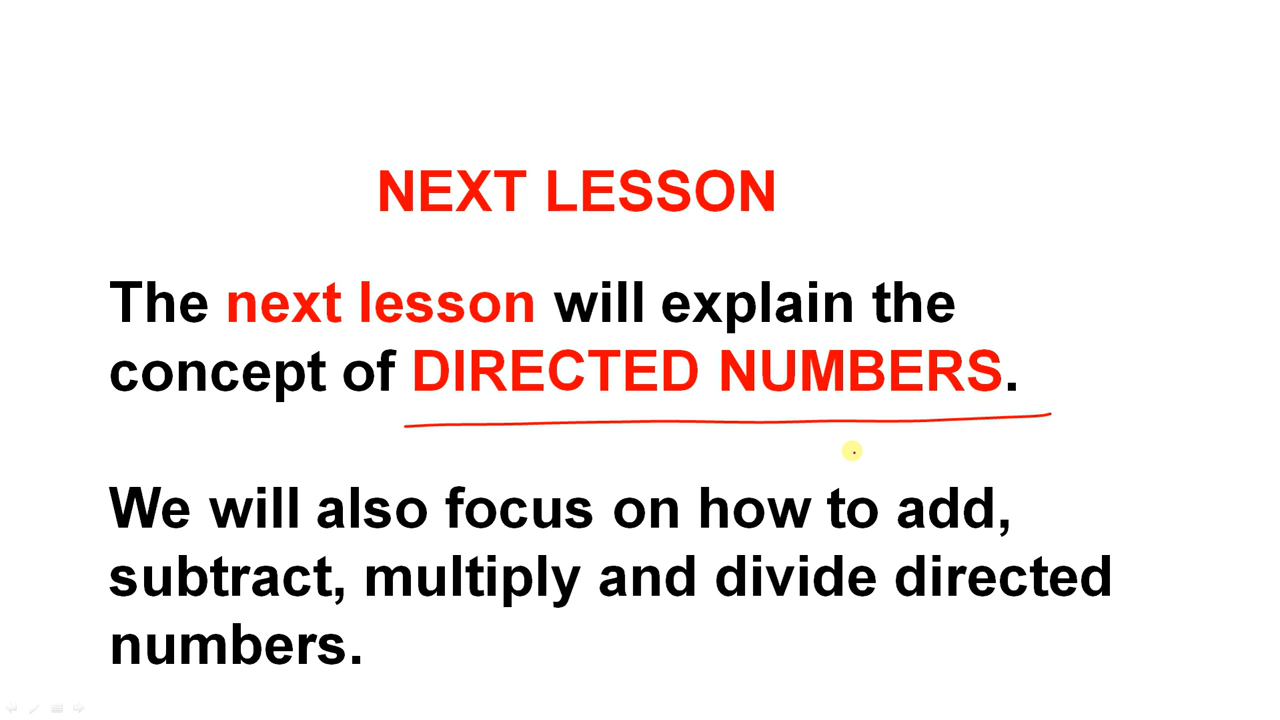 NEXT LESSON
The next lesson will explain the
concept of DIRECTED NUMBERS.
We will also focus on how to add,
subtract, multiply and divide directed
numbers.